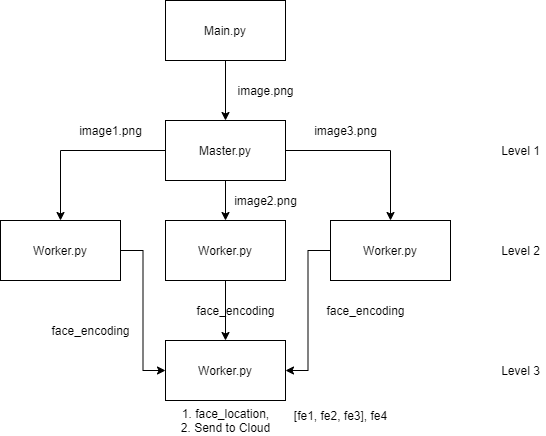 Main.py
image.png
image1.png
image3.png
Master.py
Level 1
image2.png
Worker.py
Worker.py
Worker.py
Level 2
face_encoding
face_encoding
face_encoding
Worker.py
Level 3
1. face_location,
2. Send to Cloud
[fe1, fe2, fe3], fe4